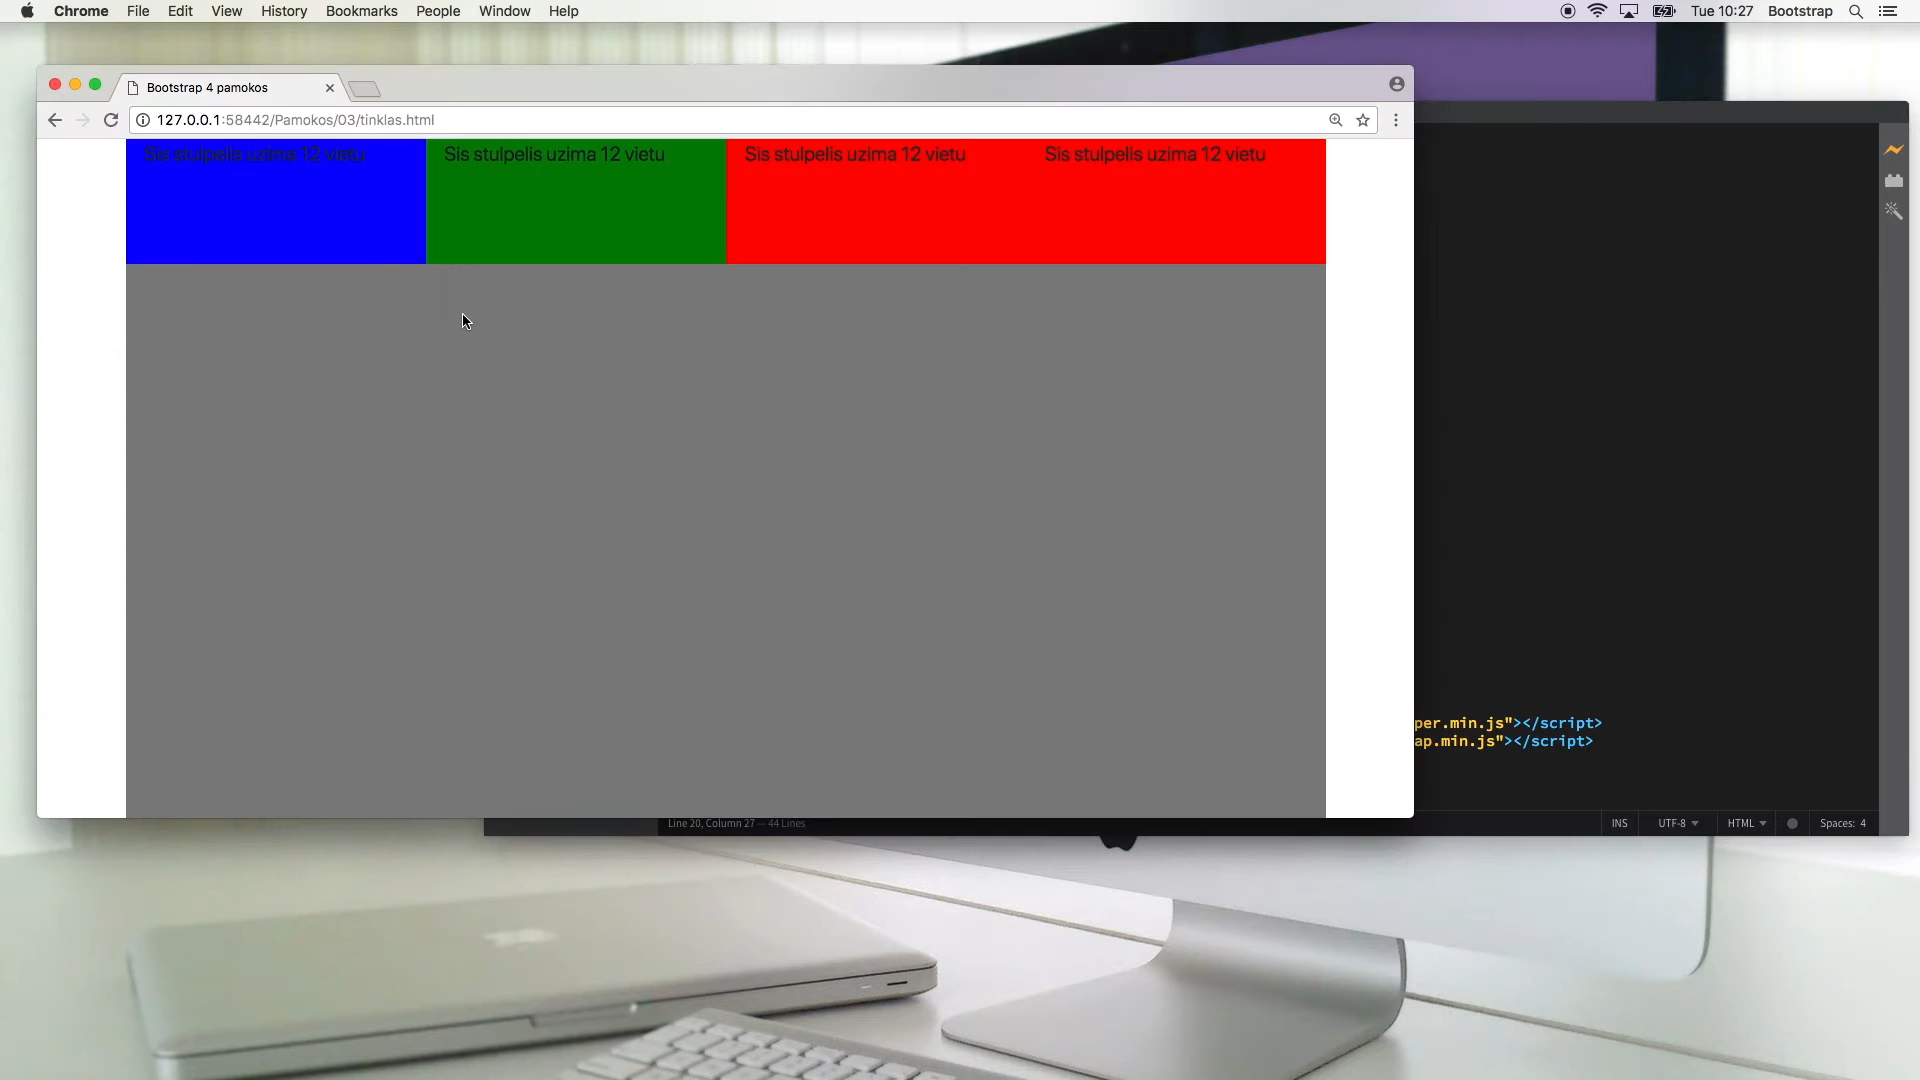 Chrome File Edit View History Bookmarks People Window Help
Tue 10:27 Bootstrap
Bootstrap 4 pamokos
127.0.0.1:58442/Pamokos/03/tinklas.html
Sis stulpelis uzima 12 vietu
Sis stulpelis uzima 12 vietu
Sis stulpelis uzima 12 vietu
Sis stulpelis uzima 12 vietu
per.min.js"></script>
ap.min.js"></script>
Line 20, Column 27 — 44 Lines
INS UTF-8 HTML Spaces: 4